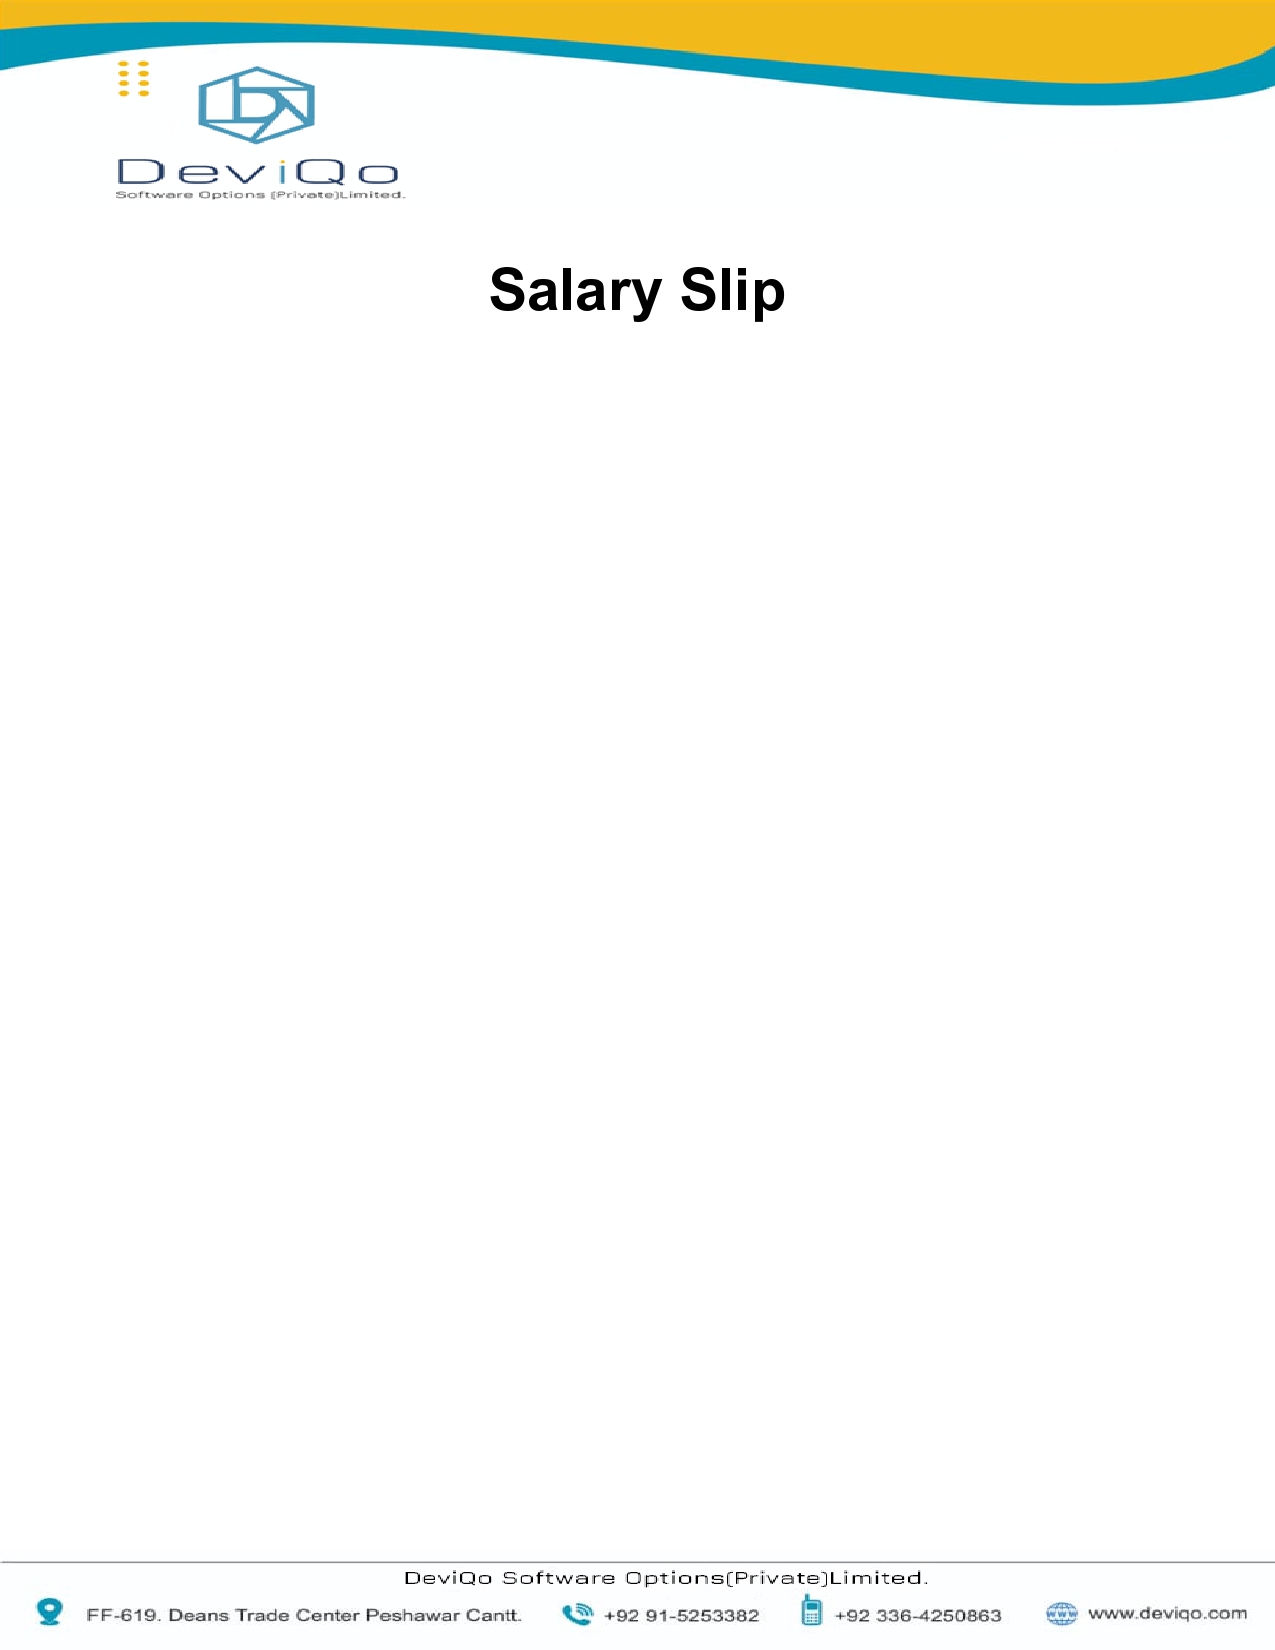 DeviQo
Software Options (Private)Limited.
Salary Slip
DeviQo Software Options(Private)Limited.
FF-619. Deans Trade Center Peshawar Cantt. +92 91-5253382 +92 336-4250863 www.deviqo.com